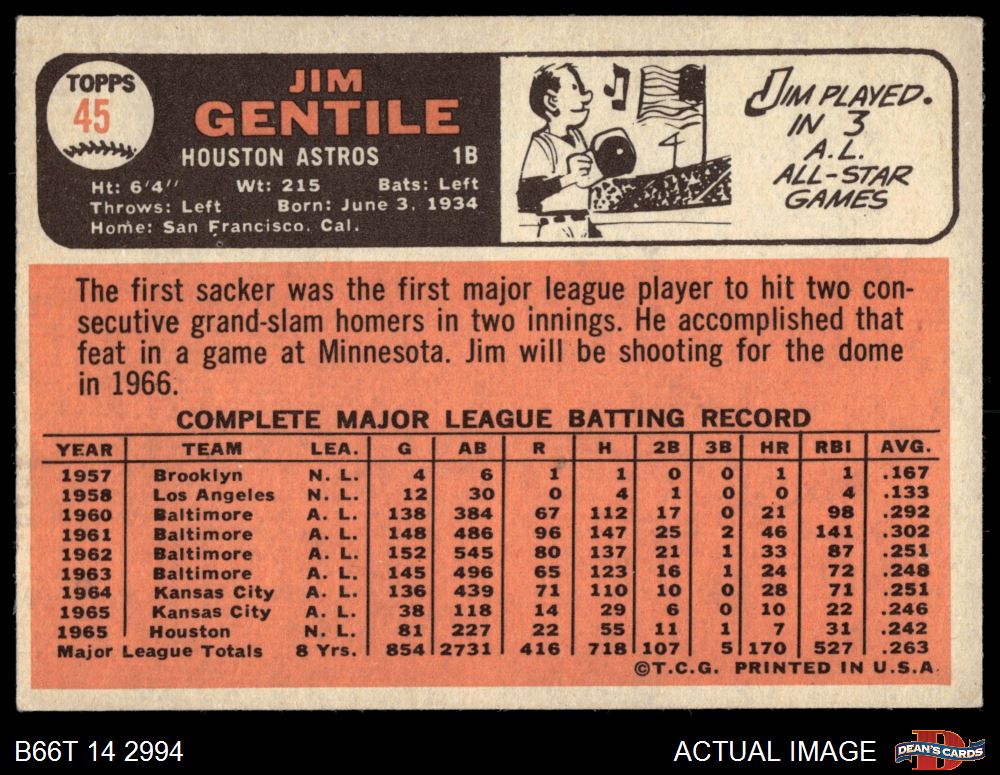 TOPPS
45
JIM
GENTILE
HOUSTON ASTROS 1B
Ht: 6'4" Wt: 215 Bats: Left
Throws: Left Born: June 3, 1934
Home: San Francisco, Cal.
JIM PLAYED.
IN 3
A.L.
ALL-STAR
GAMES
4
The first sacker was the first major league player to hit two con-
secutive grand-slam homers in two innings. He accomplished that
feat in a game at Minnesota. Jim will be shooting for the dome
in 1966.
COMPLETE MAJOR LEAGUE BATTING RECORD
YEAR TEAM LEA. G AB R H 2B 3B HR RBI AVG.
1957 Brooklyn N. L. 4 6 1 1 0 0 1 1 .167
1958 Los Angeles N. L. 12 30 0 4 1 0 0 4 .133
1960 Baltimore A. L. 138 384 67 112 17 0 21 98 .292
1961 Baltimore A. L. 148 486 96 147 25 2 46 141 .302
1962 Baltimore A. L. 152 545 80 137 21 1 33 87 .251
1963 Baltimore A. L. 145 496 65 123 16 1 24 72 .248
1964 Kansas City A. L. 136 439 71 110 10 0 28 71 .251
1965 Kansas City A. L. 38 118 14 29 6 0 10 22 .246
1965 Houston N. L. 81 227 22 55 11 1 7 31 .242
Major League Totals 8 Yrs. 854 2731 416 718 107 5 170 527 .263
©T.C.G. PRINTED IN U.S.A.
B66T 14 2994 ACTUAL IMAGE DEAN'S CARDS